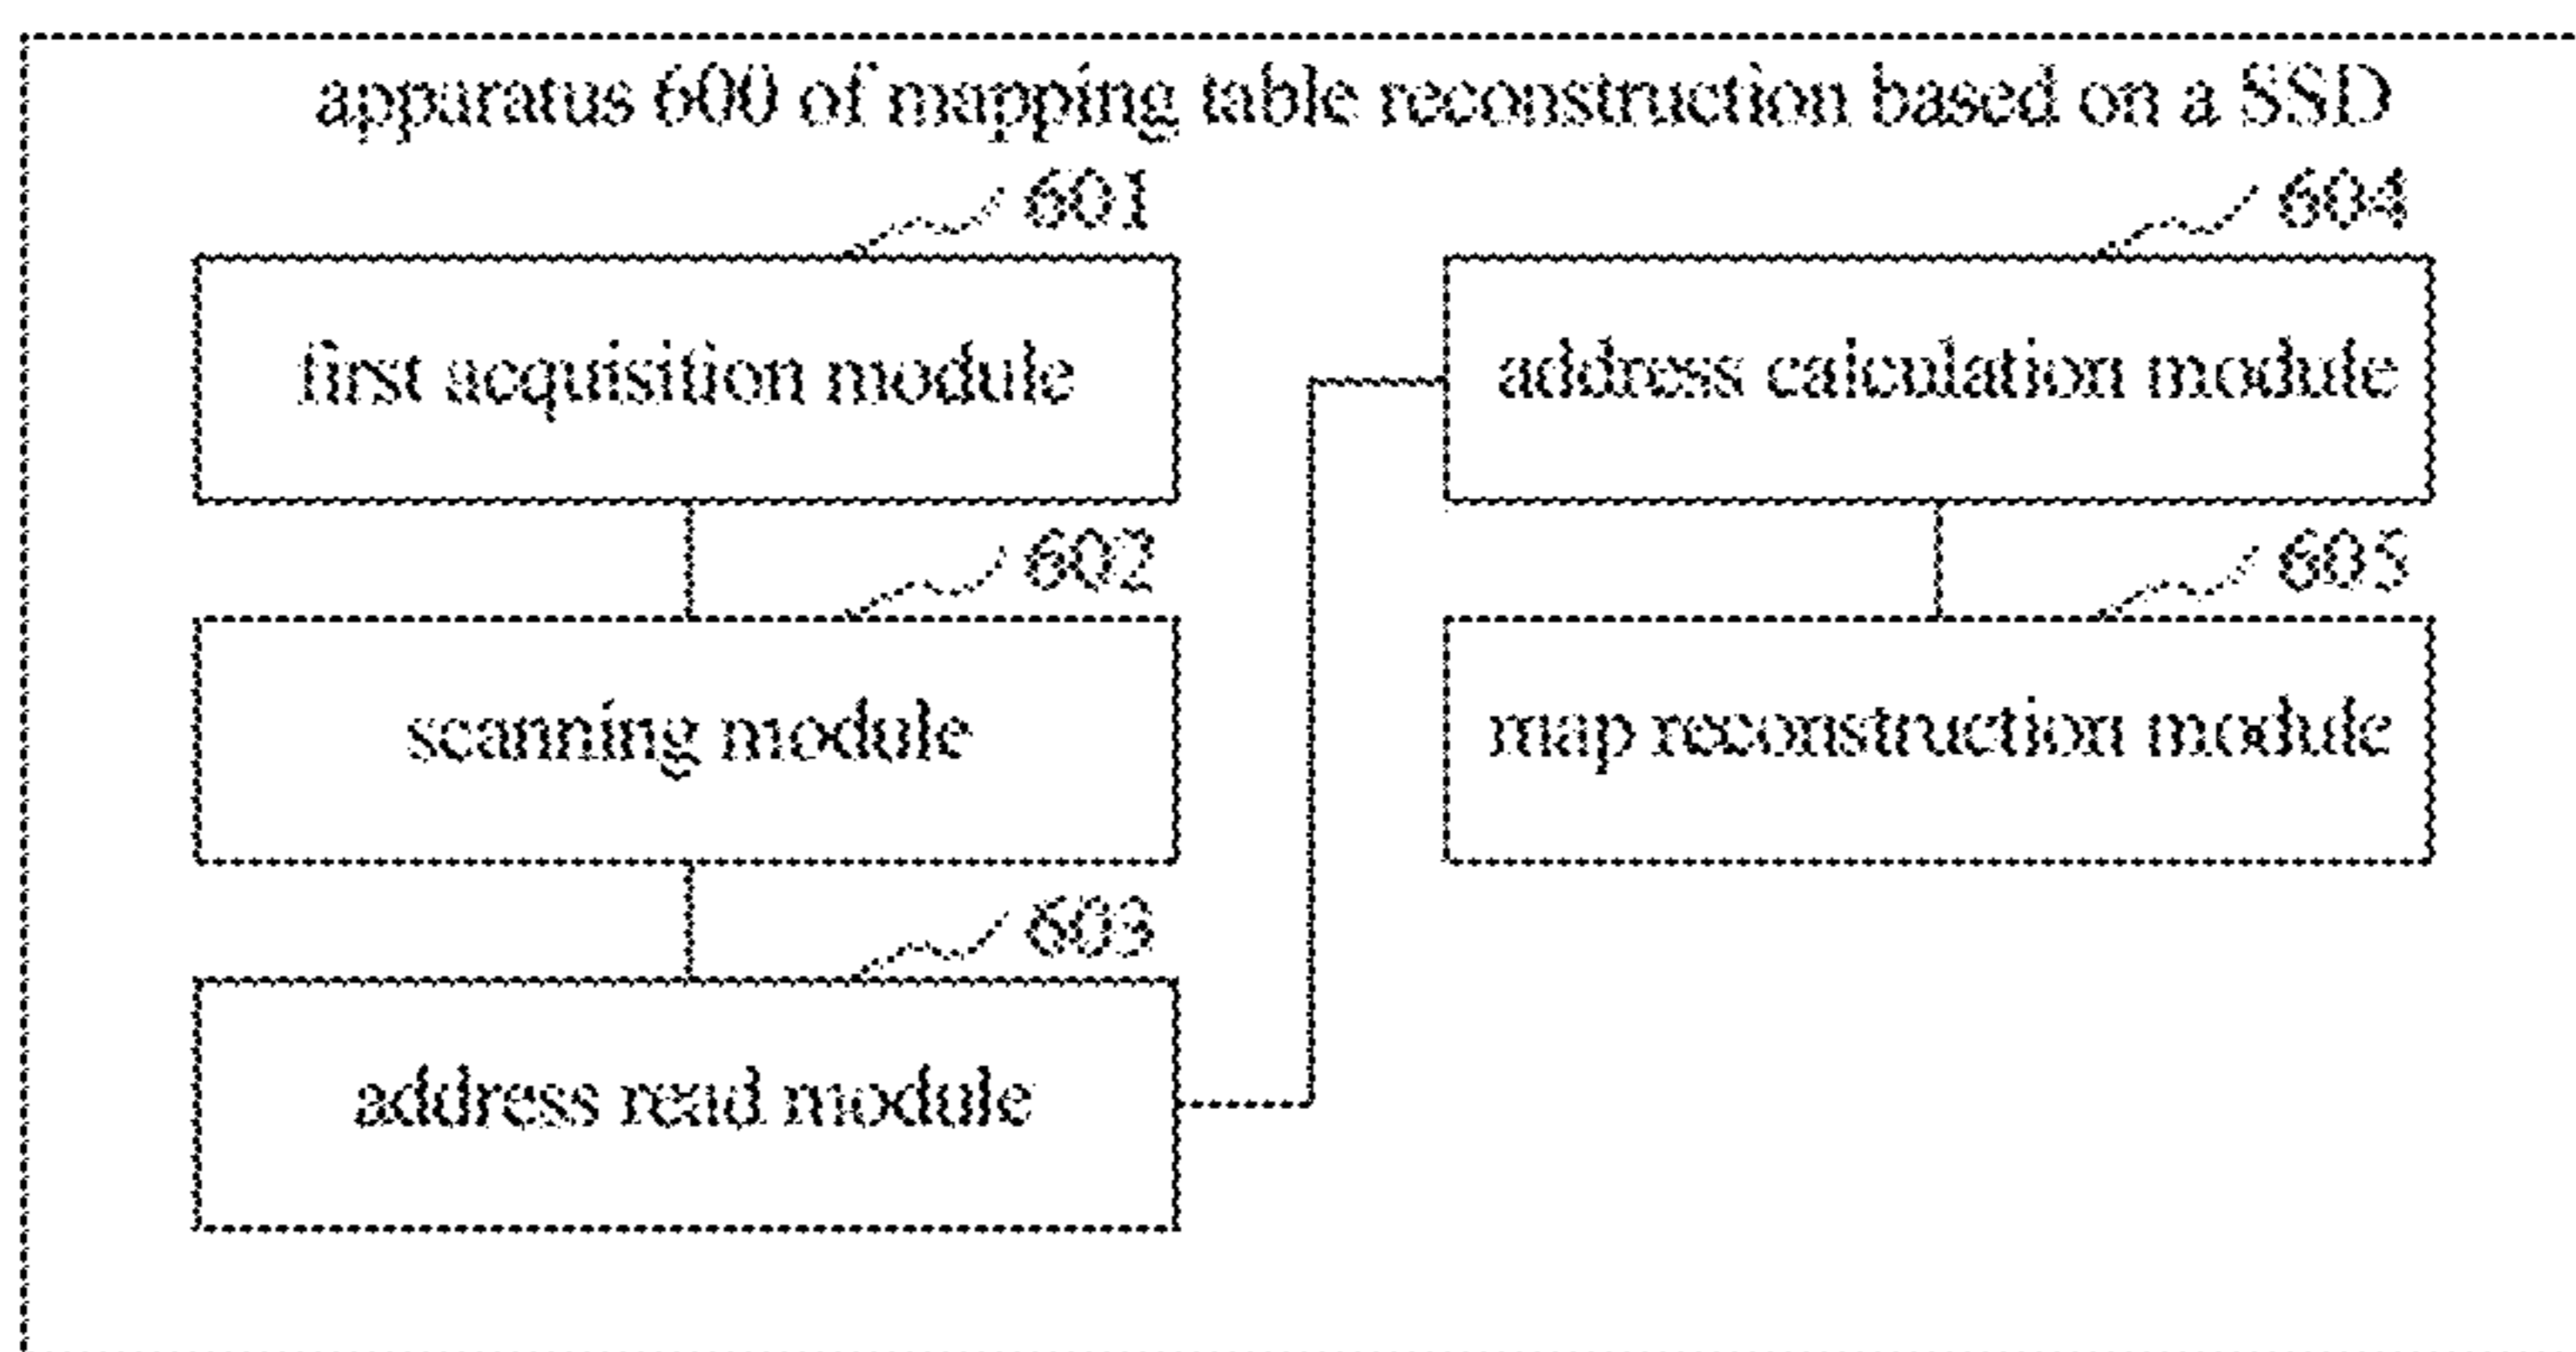 apparatus 600 of mapping table reconstruction based on a SSD
601
first acquisition module
602
scanning module
603
address read module
604
address calculation module
605
map reconstruction module